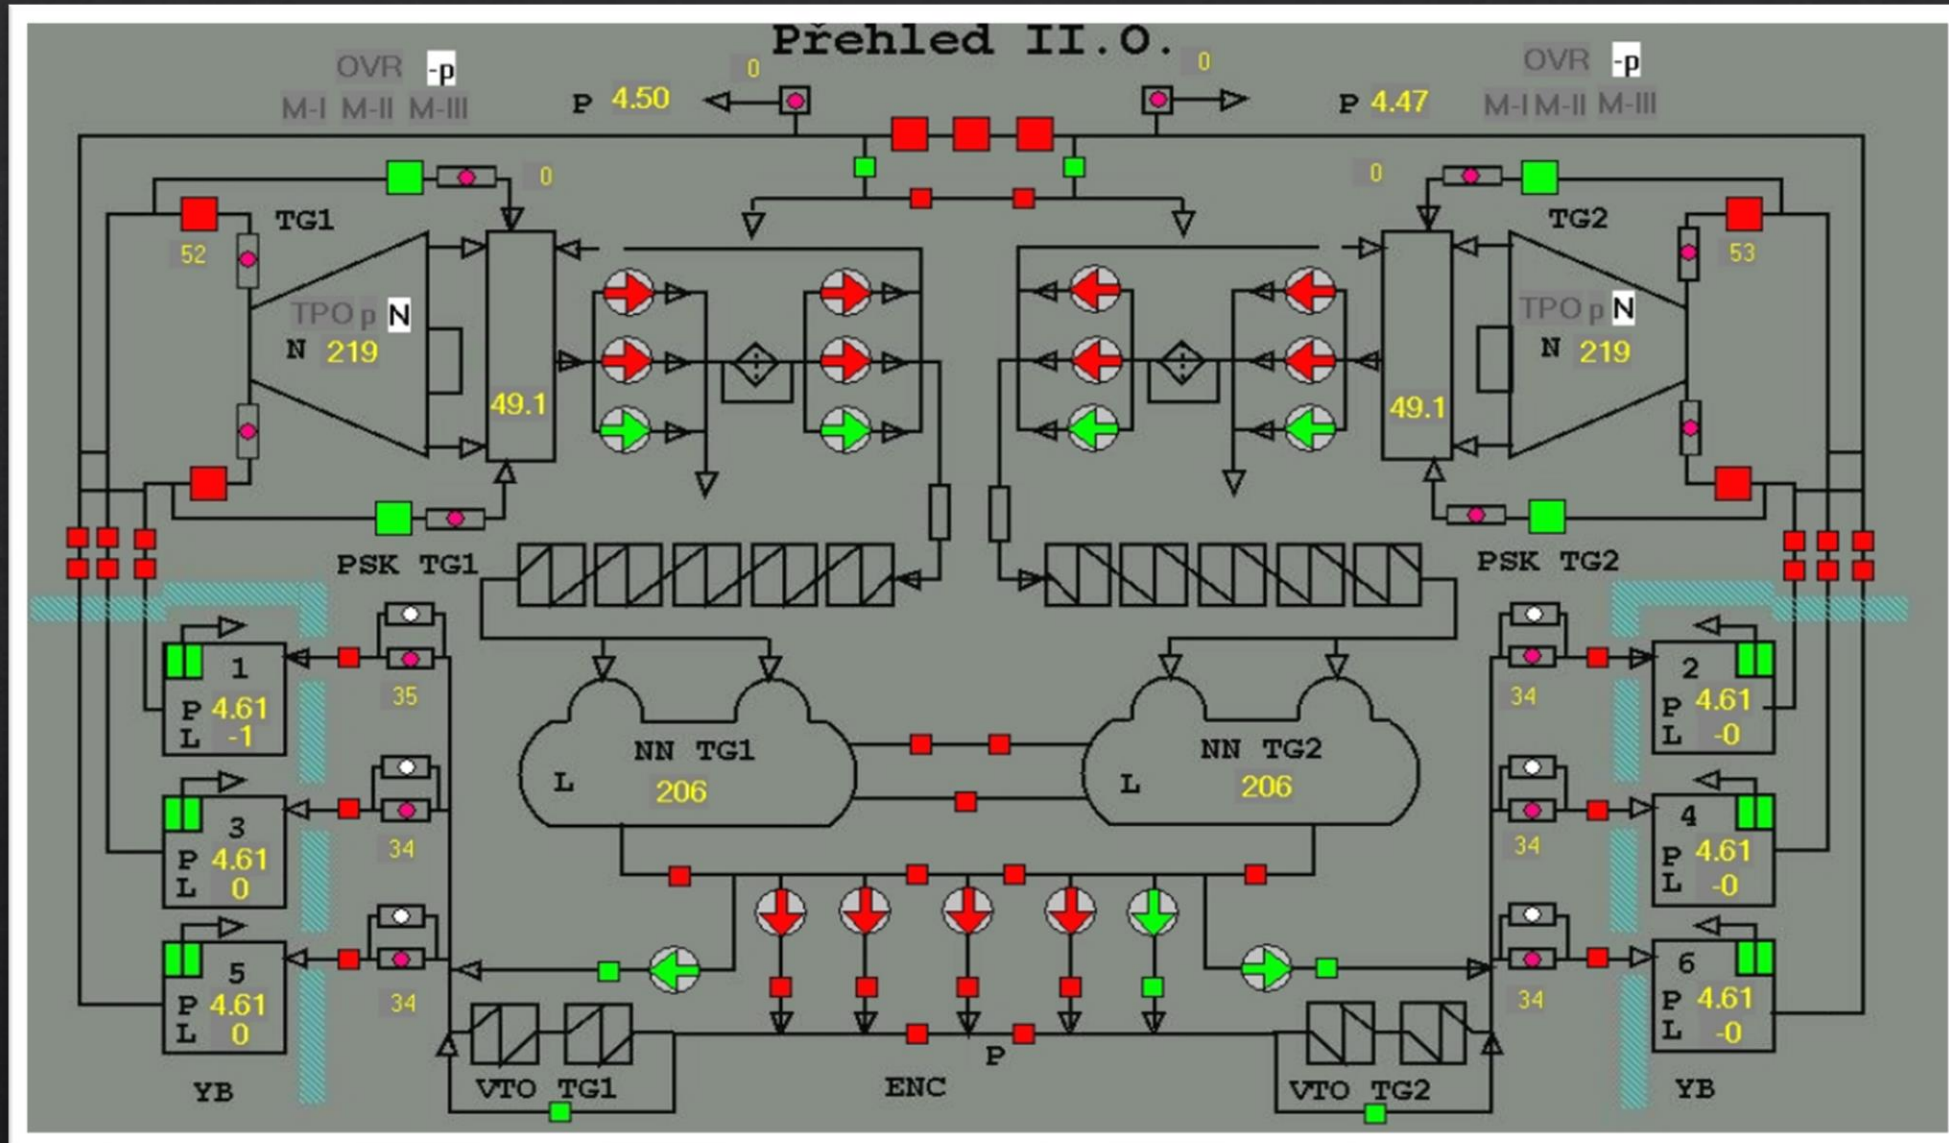 Přehled II.O.
OVR -p
M-I M-II M-III
P 4.50
0
0
P 4.47
OVR -p
M-I M-II M-III
0
0
TG1
52
TG2
53
TPO p N
N 219
49.1
TPO p N
N 219
49.1
PSK TG1
PSK TG2
1
P 4.61
L -1
35
34
2
P 4.61
L -0
NN TG1
L 206
NN TG2
L 206
3
P 4.61
L 0
34
34
4
P 4.61
L -0
5
P 4.61
L 0
34
34
6
P 4.61
L -0
P
VTO TG1
ENC
VTO TG2
YB
YB